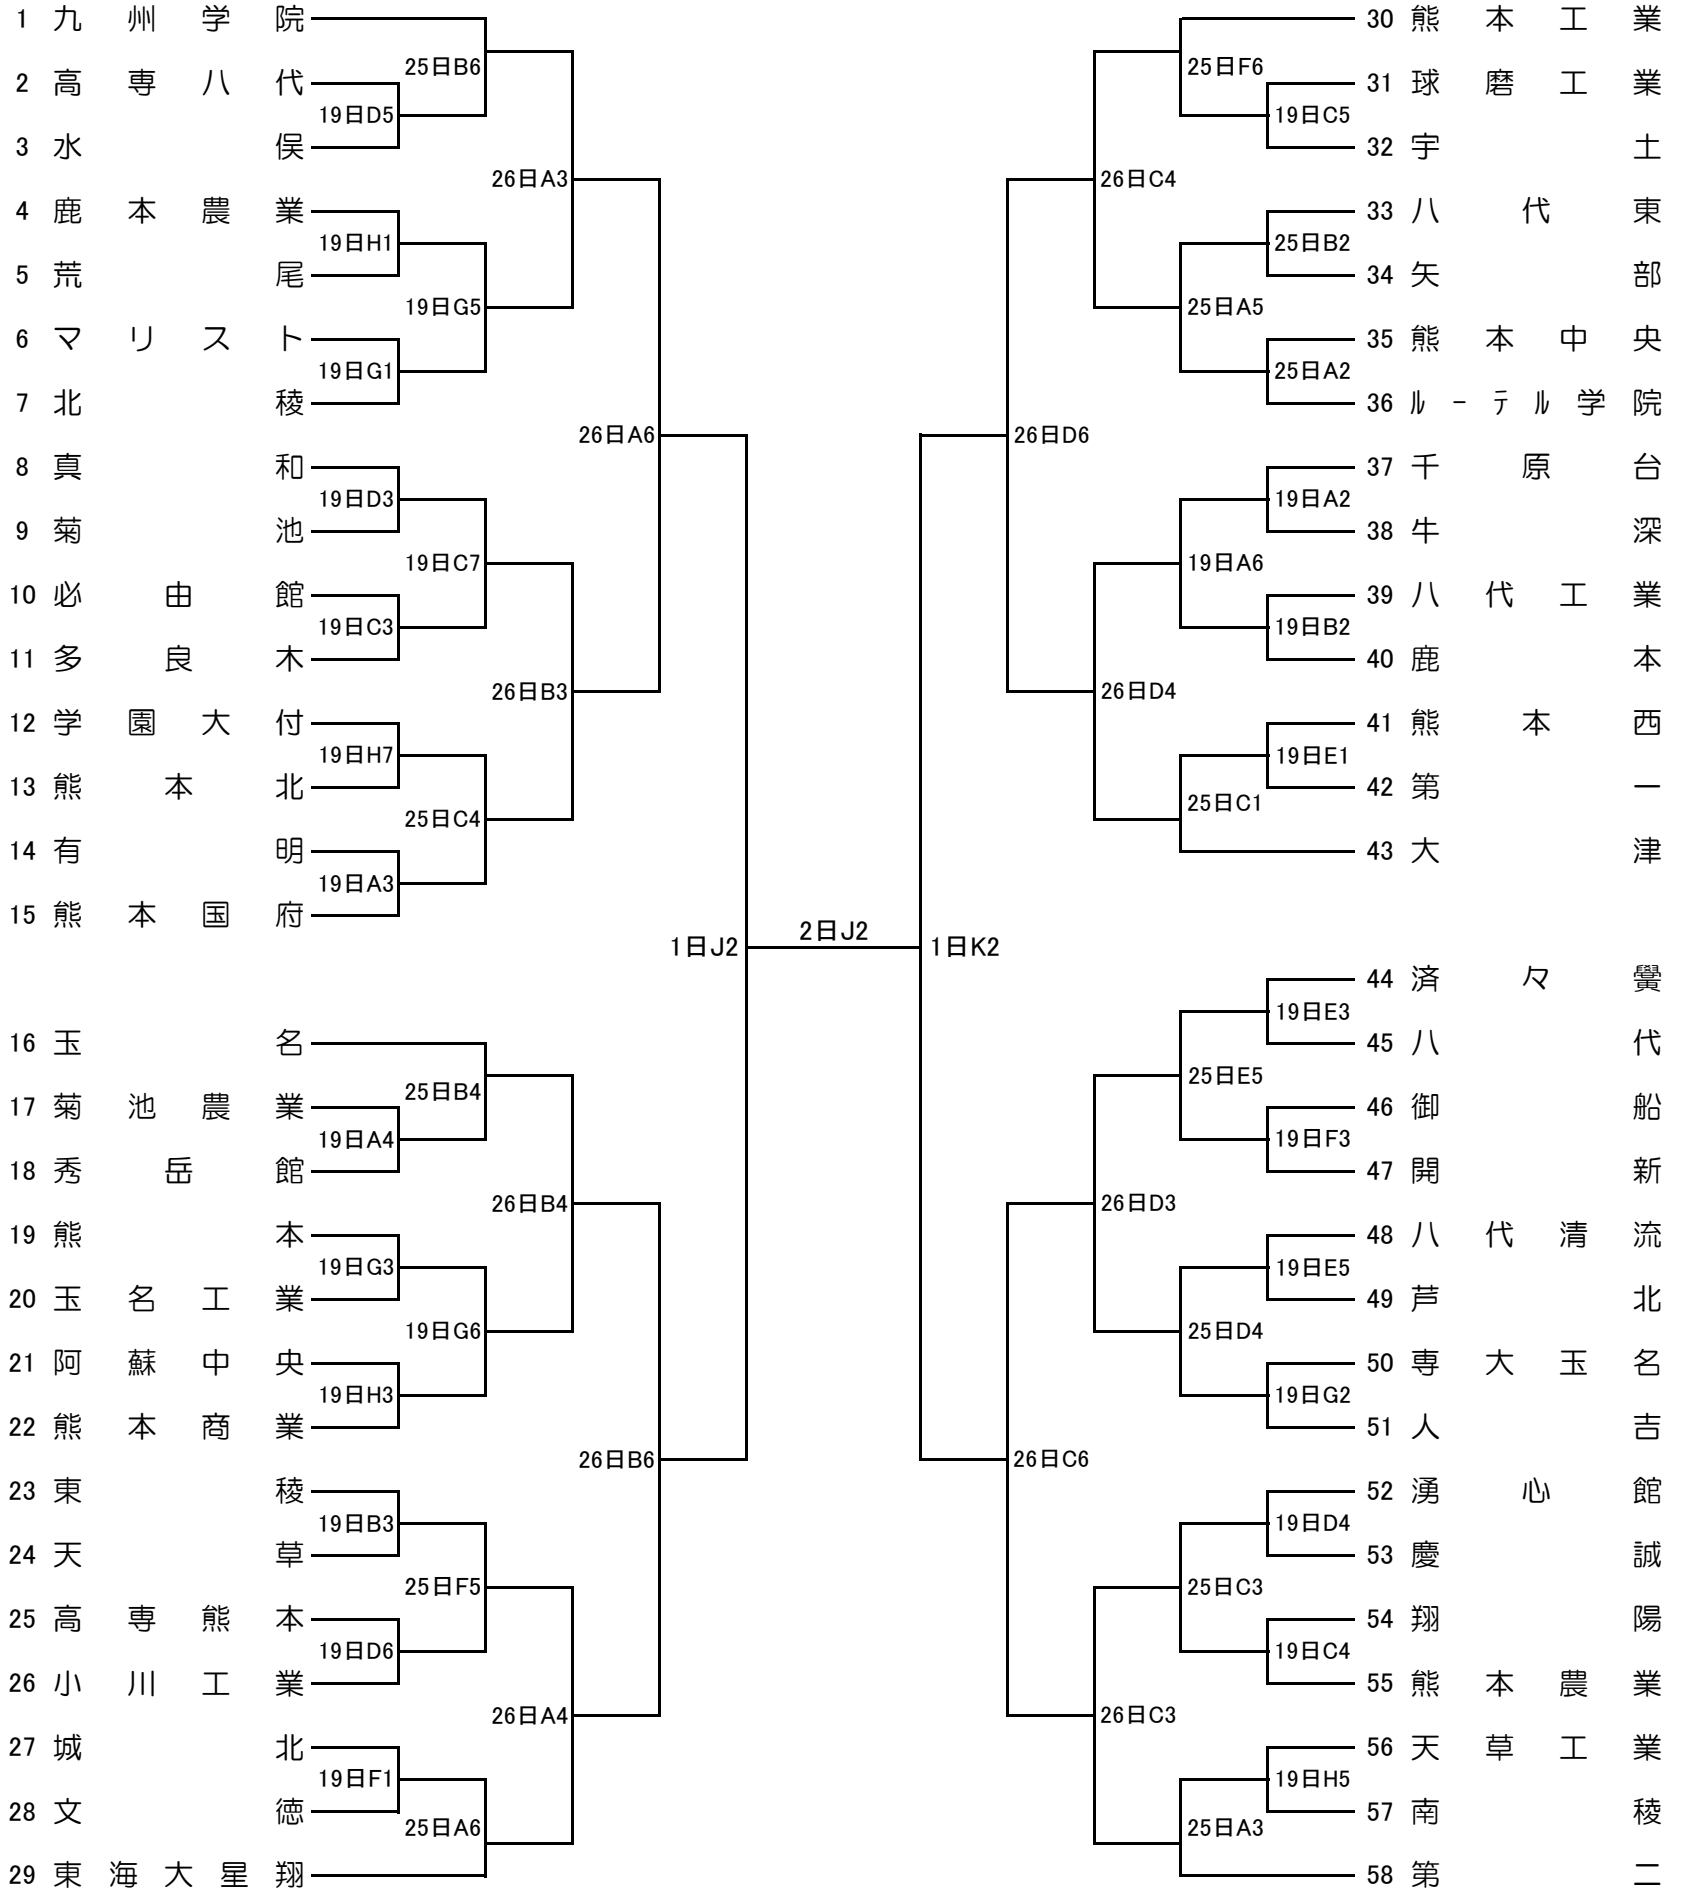 1 九州学院
25日B6
2 高専八代
19日D5
3 水俣
26日A3
4 鹿本農業
19日H1
5 荒尾
19日G5
6 マリスト
19日G1
7 北稜
26日A6
8 真和
19日D3
9 菊池
19日C7
10 必由館
19日C3
11 多良木
26日B3
12 学園大付
19日H7
13 熊本北
25日C4
14 有明
19日A3
15 熊本国府
1日J2
16 玉名
25日B4
17 菊池農業
19日A4
18 秀岳館
26日B4
19 熊本
19日G3
20 玉名工業
19日G6
21 阿蘇中央
19日H3
22 熊本商業
26日B6
23 東稜
19日B3
24 天草
25日F5
25 高専熊本
19日D6
26 小川工業
26日A4
27 城北
19日F1
28 文徳
25日A6
29 東海大星翔
2日J2
30 熊本工業
25日F6
31 球磨工業
19日C5
32 宇土
26日C4
33 八代東
25日B2
34 矢部
25日A5
35 熊本中央
25日A2
36 ﾙｰﾃﾙ学院
26日D6
37 千原台
19日A2
38 牛深
19日A6
39 八代工業
19日B2
40 鹿本
26日D4
41 熊本西
19日E1
42 第一
25日C1
43 大津
1日K2
44 済々黌
19日E3
45 八代
25日E5
46 御船
19日F3
47 開新
26日D3
48 八代清流
19日E5
49 芦北
25日D4
50 専大玉名
19日G2
51 人吉
26日C6
52 湧心館
19日D4
53 慶誠
25日C3
54 翔陽
19日C4
55 熊本農業
26日C3
56 天草工業
19日H5
57 南稜
25日A3
58 第二